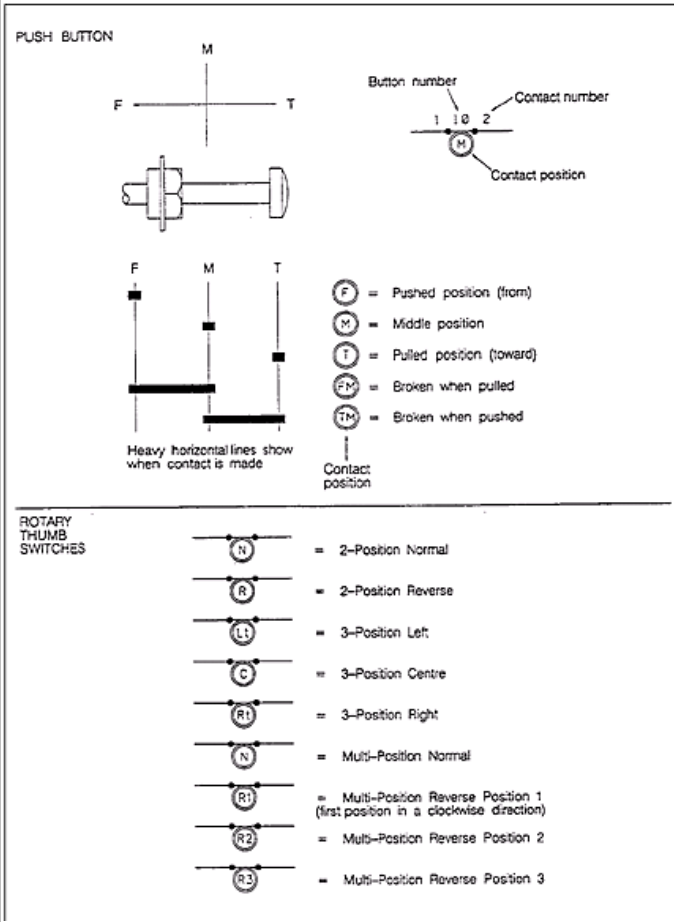 PUSH BUTTON
M
F
T
Button number
Contact number
1 10 2
M
Contact position
F M T
F = Pushed position (from)
M = Middle position
T = Pulled position (toward)
FM = Broken when pulled
TM = Broken when pushed
Heavy horizontal lines show
when contact is made
Contact
position
ROTARY
THUMB
SWITCHES
N = 2-Position Normal
R = 2-Position Reverse
Lt = 3-Position Left
C = 3-Position Centre
Rt = 3-Position Right
N = Multi-Position Normal
R1 = Multi-Position Reverse Position 1
(first position in a clockwise direction)
R2 = Multi-Position Reverse Position 2
R3 = Multi-Position Reverse Position 3